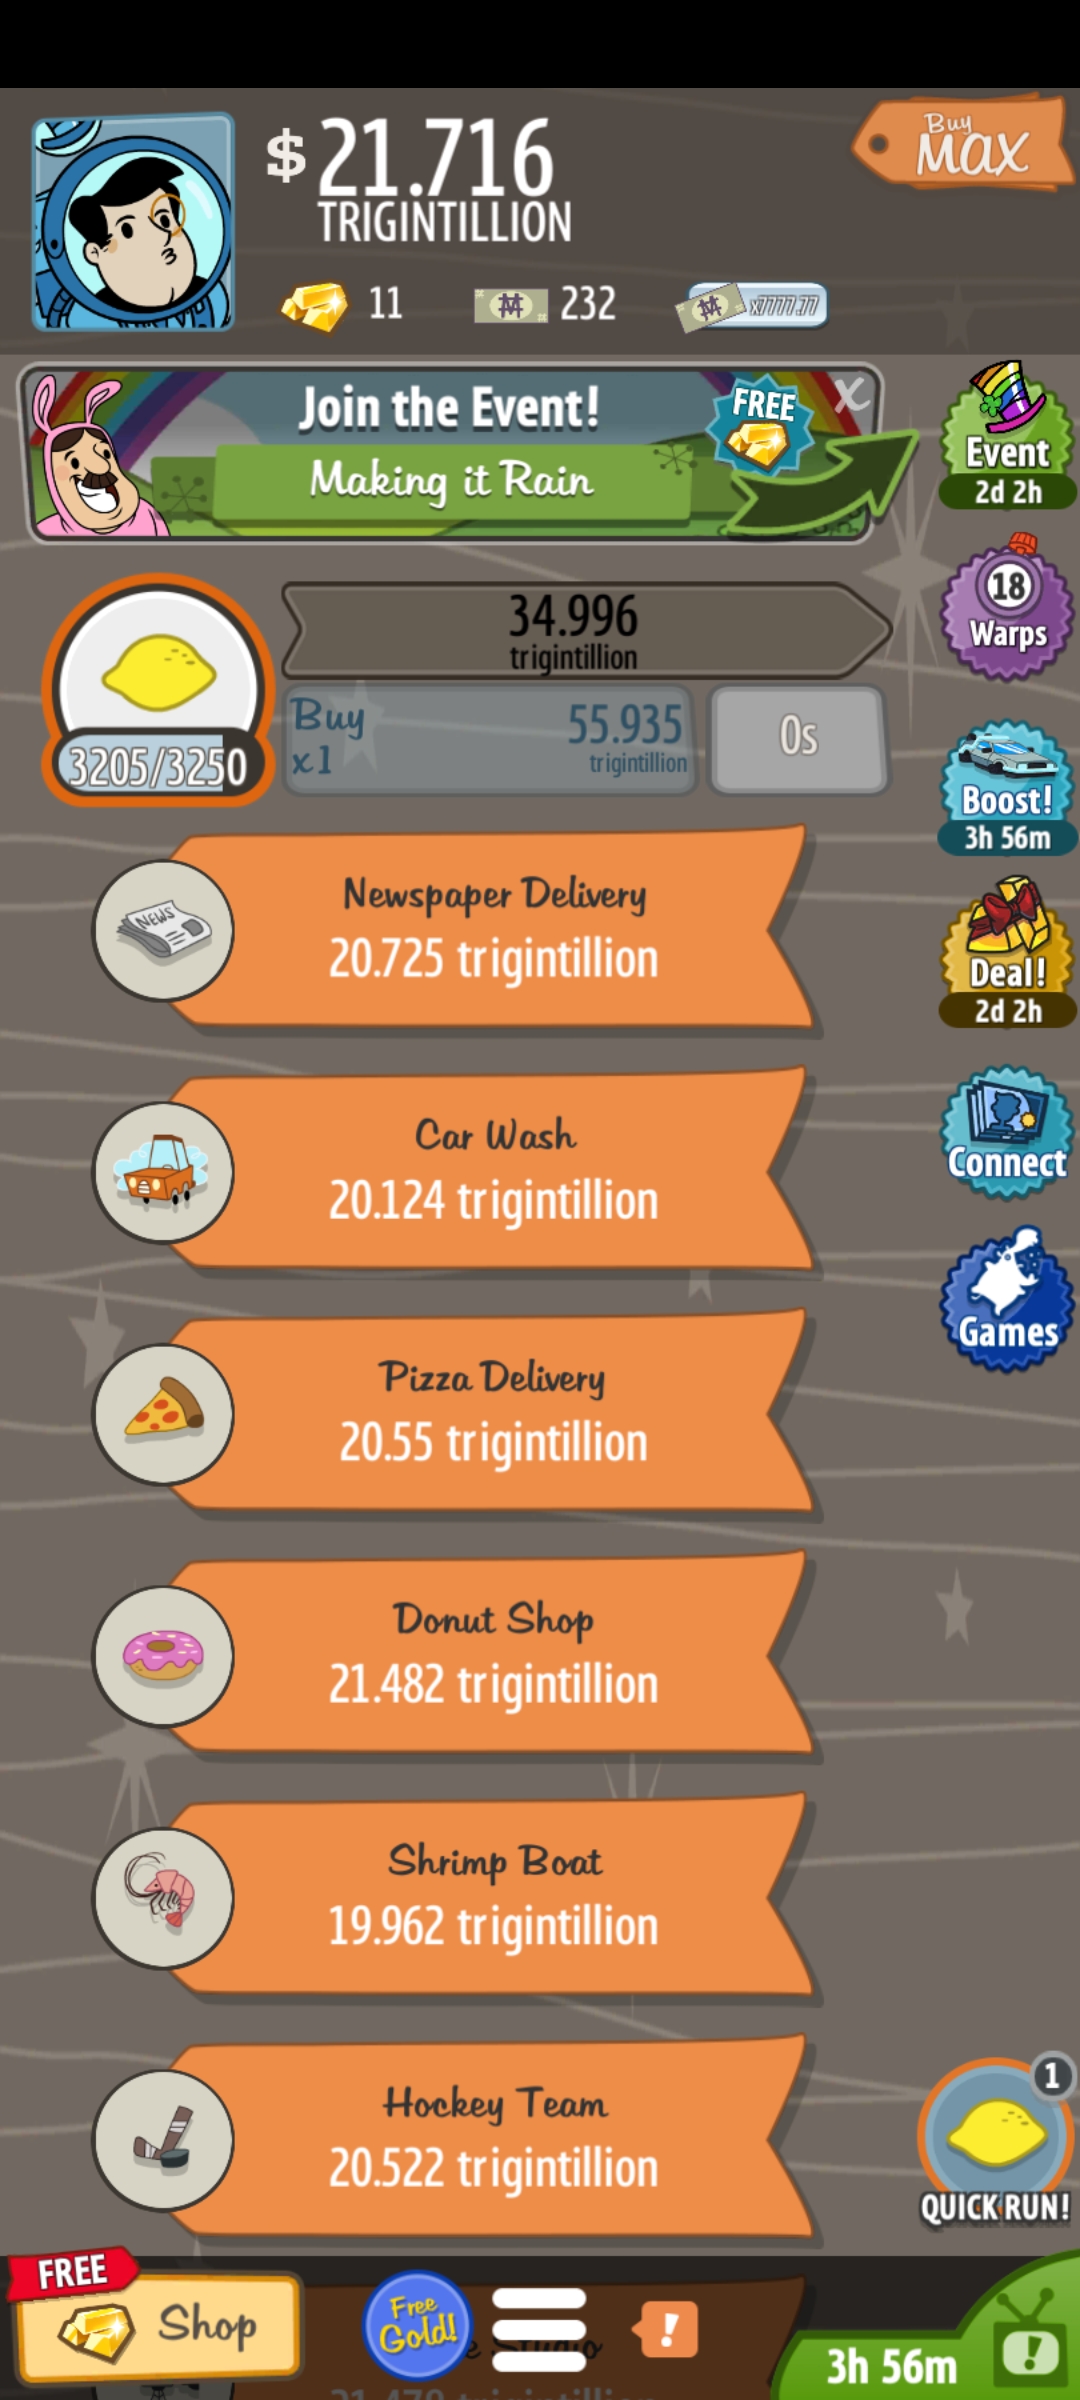 $ 21.716
TRIGINTILLION
Buy
MAX
11
232
x7777.77
Join the Event!
FREE
X
Making it Rain
Event
2d 2h
34.996
trigintillion
18
Warps
3205/3250
Buy
x1
55.935
trigintillion
0s
Boost!
3h 56m
NEWS
Newspaper Delivery
20.725 trigintillion
Deal!
2d 2h
Car Wash
20.124 trigintillion
Connect
Pizza Delivery
20.55 trigintillion
Games
Donut Shop
21.482 trigintillion
Shrimp Boat
19.962 trigintillion
Hockey Team
20.522 trigintillion
1
QUICK RUN!
FREE
Shop
Free
Gold!
!
Studio
3h 56m
!